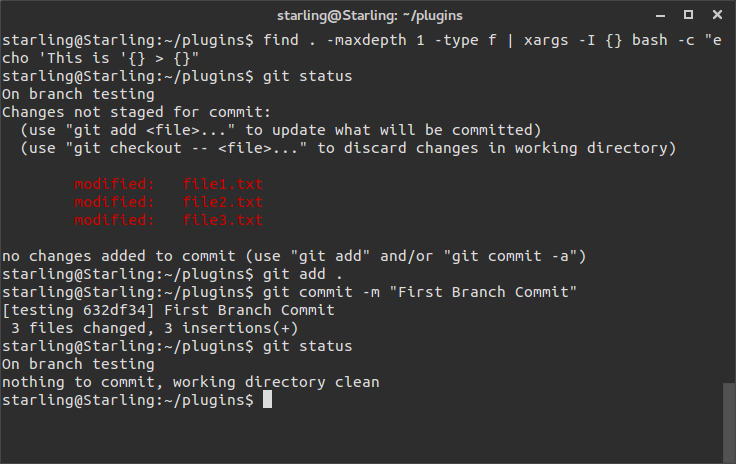 starling@Starling: ~/plugins
starling@Starling:~/plugins$ find . -maxdepth 1 -type f | xargs -I {} bash -c "e
cho 'This is '{} > {}"
starling@Starling:~/plugins$ git status
On branch testing
Changes not staged for commit:
  (use "git add <file>..." to update what will be committed)
  (use "git checkout -- <file>..." to discard changes in working directory)
        modified:   file1.txt
        modified:   file2.txt
        modified:   file3.txt
no changes added to commit (use "git add" and/or "git commit -a")
starling@Starling:~/plugins$ git add .
starling@Starling:~/plugins$ git commit -m "First Branch Commit"
[testing 632df34] First Branch Commit
 3 files changed, 3 insertions(+)
starling@Starling:~/plugins$ git status
On branch testing
nothing to commit, working directory clean
starling@Starling:~/plugins$